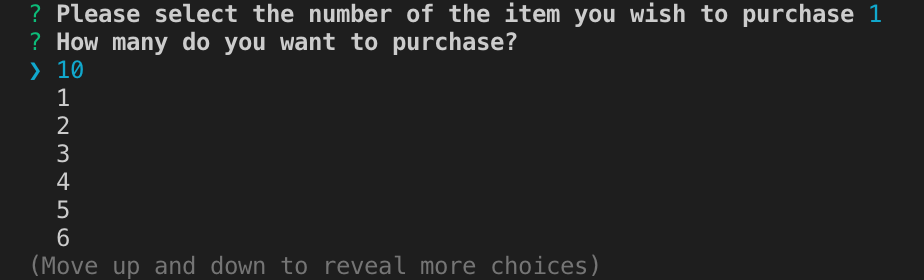 ? Please select the number of the item you wish to purchase 1
? How many do you want to purchase?
❯ 10
1
2
3
4
5
6
(Move up and down to reveal more choices)